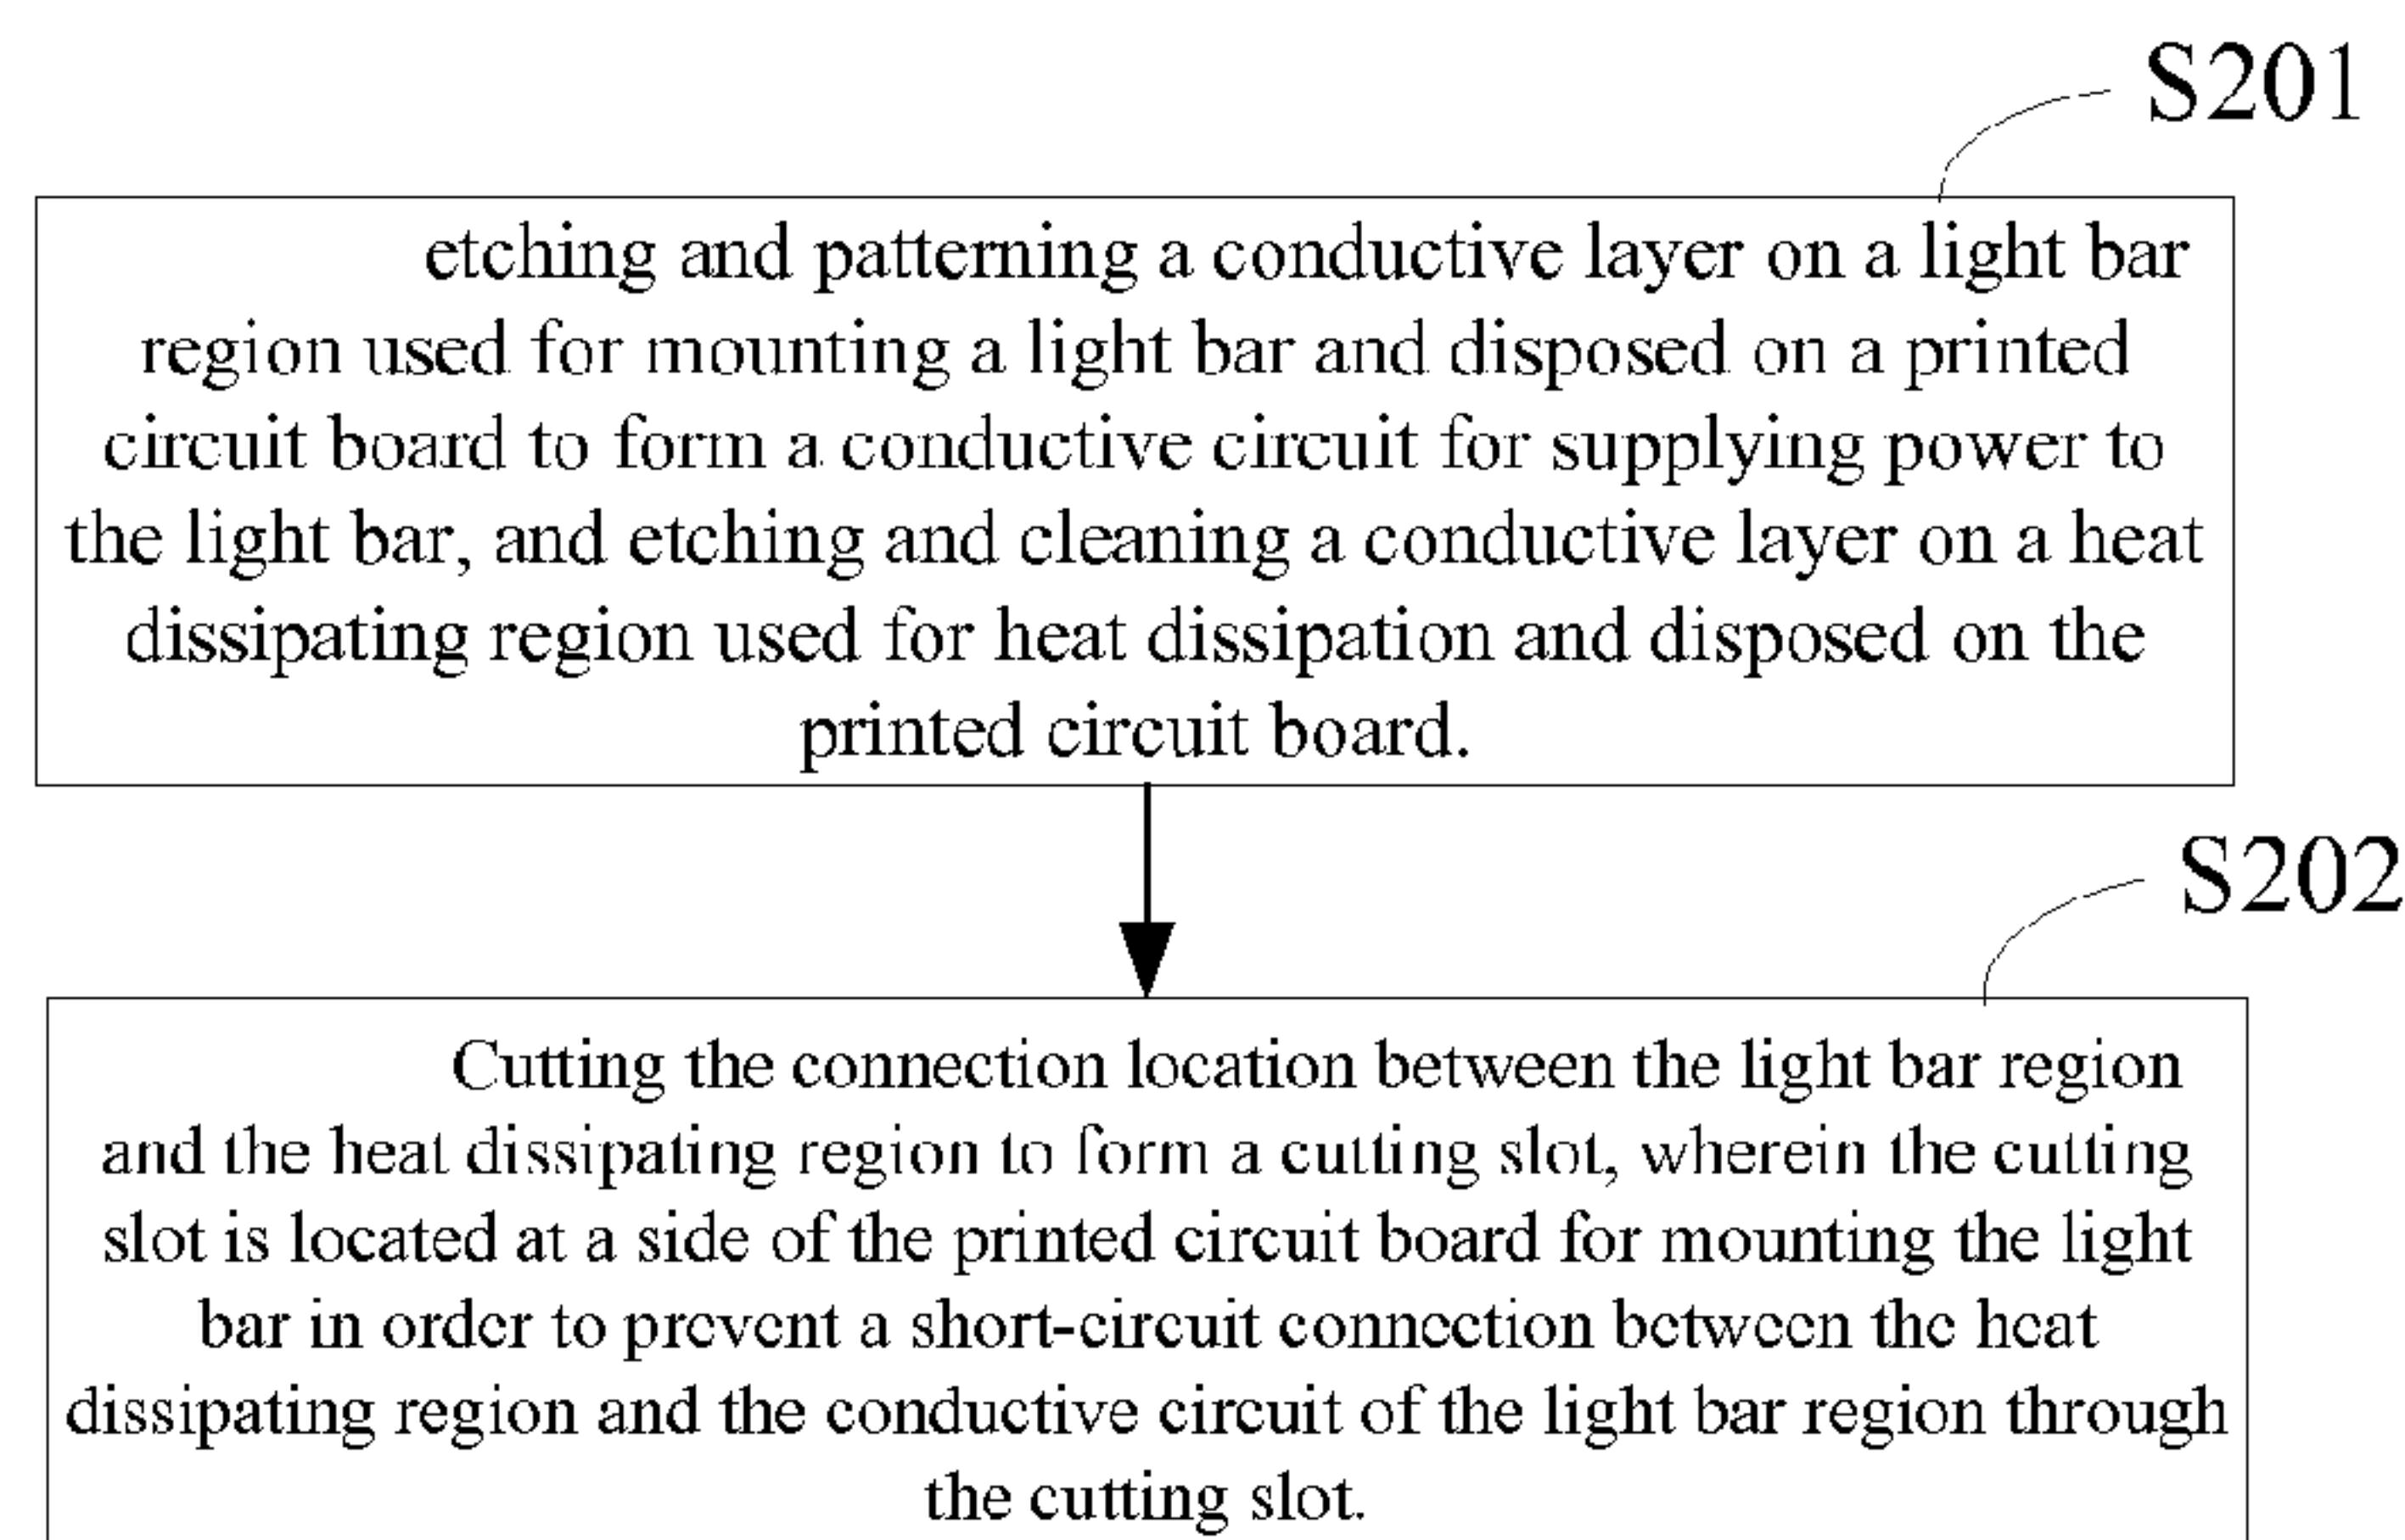 S201
etching and patterning a conductive layer on a light bar
region used for mounting a light bar and disposed on a printed
circuit board to form a conductive circuit for supplying power to
the light bar, and etching and cleaning a conductive layer on a heat
dissipating region used for heat dissipation and disposed on the
printed circuit board.
S202
Cutting the connection location between the light bar region
and the heat dissipating region to form a cutting slot, wherein the cutting
slot is located at a side of the printed circuit board for mounting the light
bar in order to prevent a short-circuit connection between the heat
dissipating region and the conductive circuit of the light bar region through
the cutting slot.